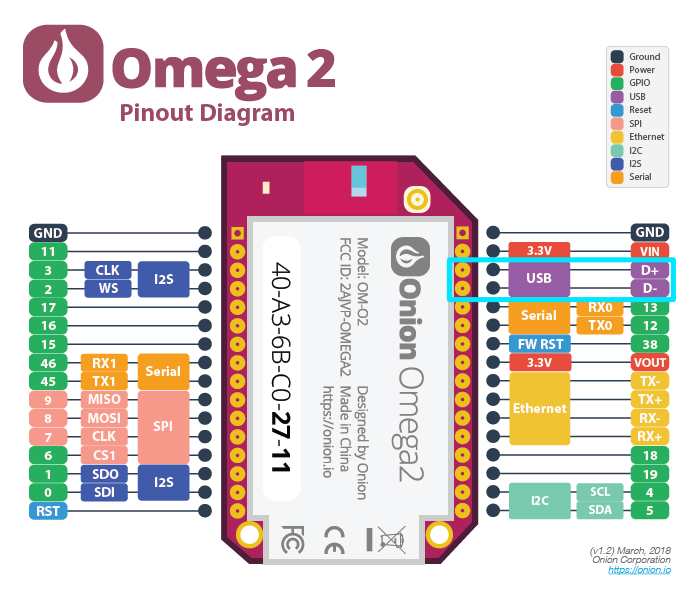 Omega 2
Pinout Diagram
Ground
Power
GPIO
USB
Reset
SPI
Ethernet
I2C
I2S
Serial
GND
11
3 CLK I2S
2 WS
17
16
15
46 RX1 Serial
45 TX1
9 MISO SPI
8 MOSI
7 CLK
6 CS1
1 SDO I2S
0 SDI
RST
40-A3-6B-C0-27-11
Model: OM-O2
FCC ID: 2AJVP-OMEGA2
Designed by Onion
Made in China
https://onion.io
Onion Omega2
FC
CE
GND
3.3V VIN
USB D+
D-
Serial RX0 13
TX0 12
FW RST 38
3.3V VOUT
Ethernet TX-
TX+
RX-
RX+
18
19
I2C SCL 4
SDA 5
(v1.2) March, 2018
Onion Corporation
https://onion.io